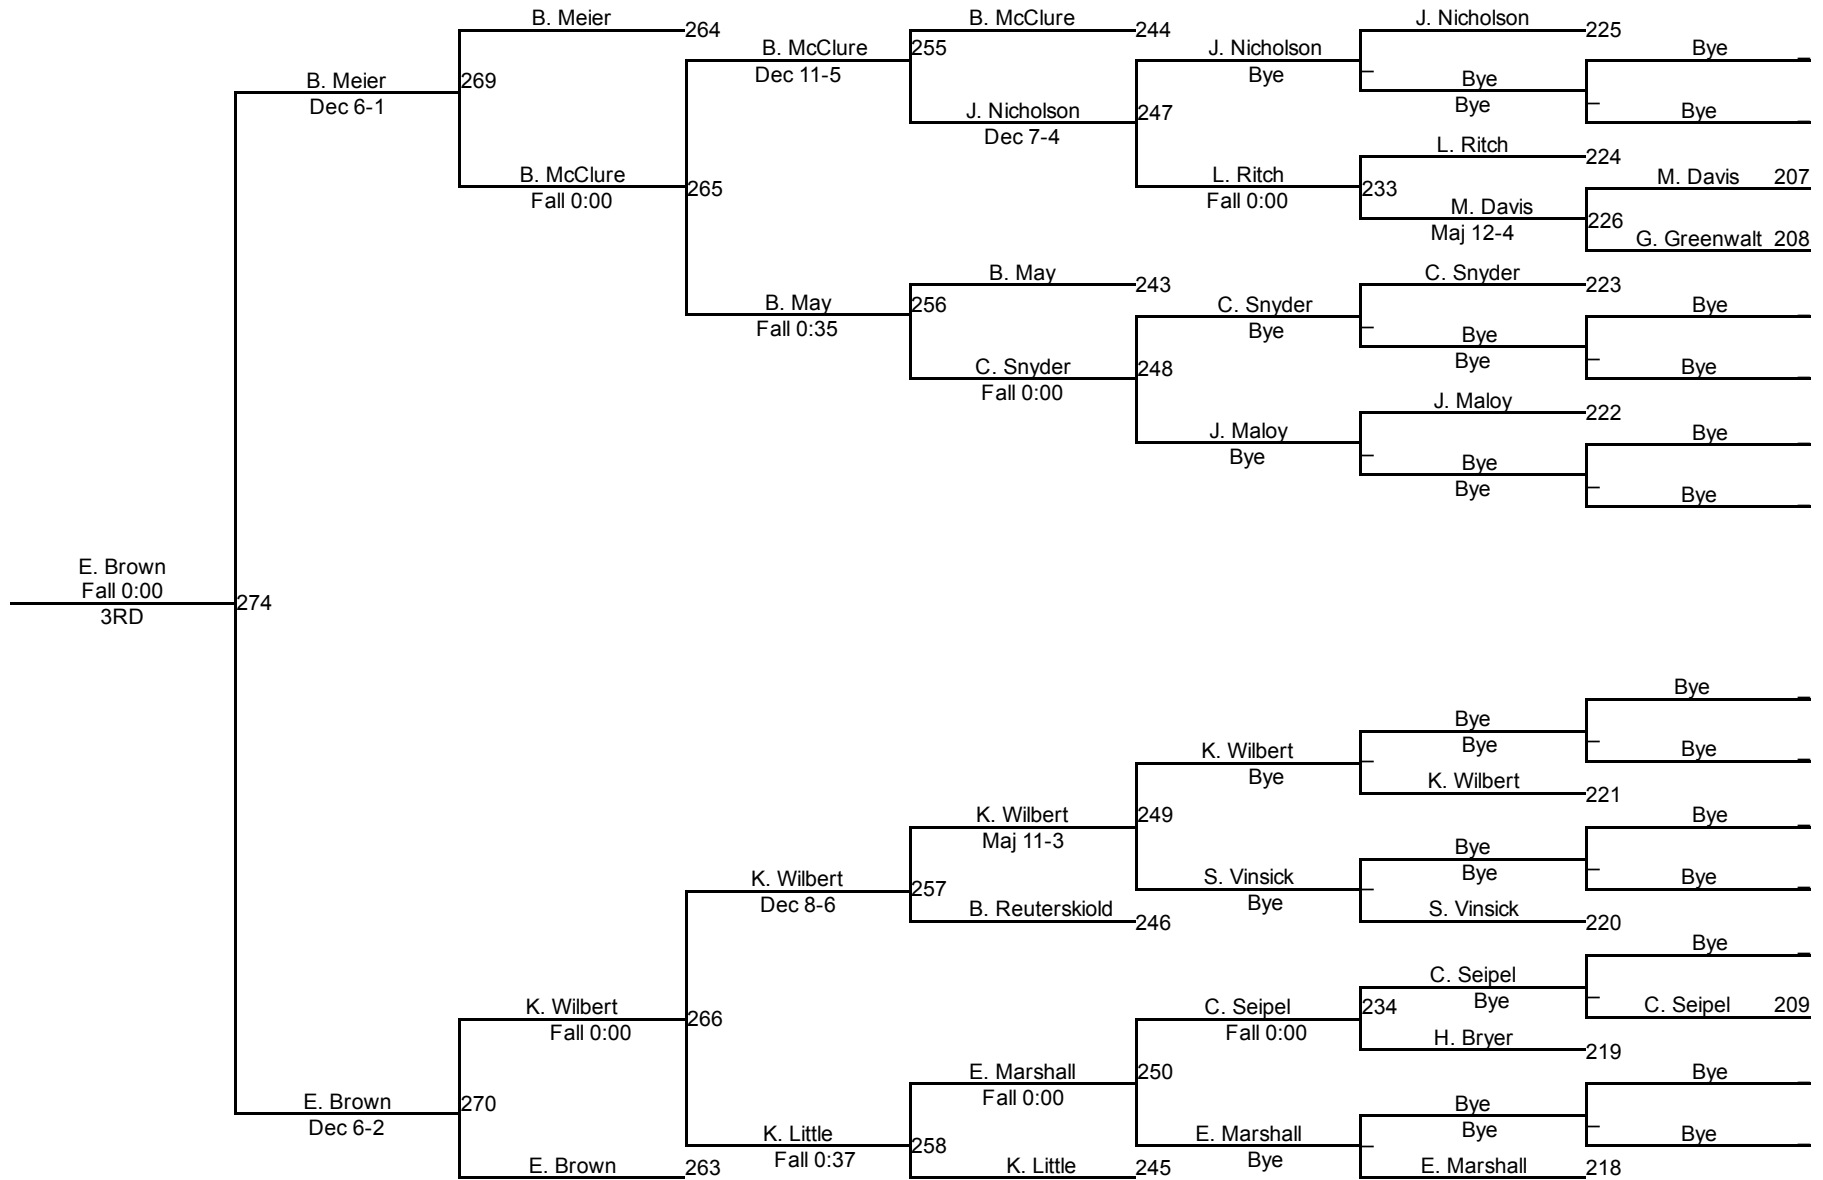 B. Meier
264
B. McClure
244
J. Nicholson
225
B. McClure
Dec 11-5
255
J. Nicholson
Bye
Bye
B. Meier
Dec 6-1
269
Bye
Bye
J. Nicholson
Dec 7-4
247
Bye
L. Ritch
224
B. McClure
Fall 0:00
265
L. Ritch
Fall 0:00
233
M. Davis 207
M. Davis
Maj 12-4
226
G. Greenwalt 208
B. May
243
C. Snyder
223
B. May
Fall 0:35
256
C. Snyder
Bye
Bye
Bye
Bye
C. Snyder
Fall 0:00
248
Bye
J. Maloy
222
J. Maloy
Bye
Bye
Bye
Bye
Bye
E. Brown
Fall 0:00
3RD
274
Bye
Bye
Bye
K. Wilbert
Bye
Bye
K. Wilbert
221
K. Wilbert
Maj 11-3
249
Bye
Bye
Bye
K. Wilbert
Dec 8-6
257
S. Vinsick
Bye
Bye
B. Reuterskiold
246
S. Vinsick
220
Bye
C. Seipel
Bye
K. Wilbert
Fall 0:00
266
C. Seipel
Fall 0:00
234
C. Seipel 209
H. Bryer
219
E. Marshall
Fall 0:00
250
Bye
E. Brown
Dec 6-2
270
Bye
Bye
K. Little
Fall 0:37
258
E. Marshall
Bye
Bye
E. Brown
263
K. Little
245
E. Marshall
218